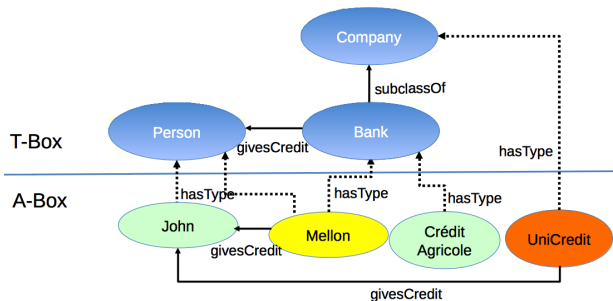 Company
subclassOf
Person
givesCredit
Bank
T-Box
hasType
A-Box
hasType
hasType
hasType
John
givesCredit
Mellon
Crédit
Agricole
UniCredit
givesCredit